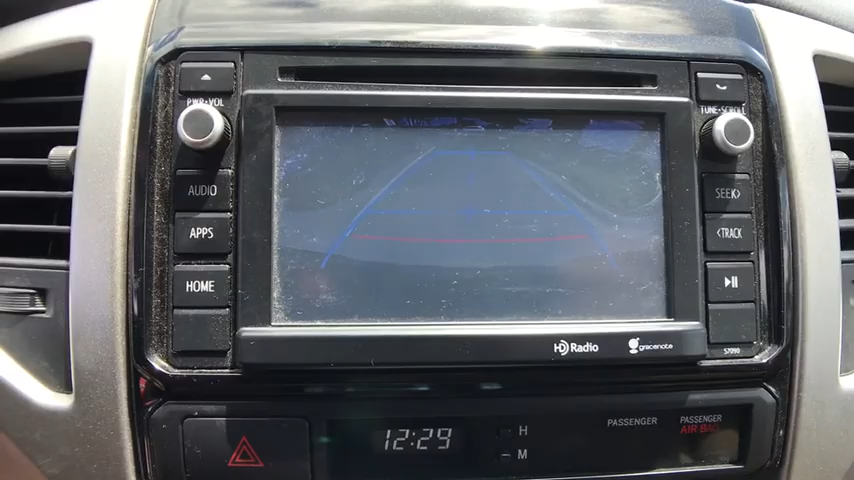 PWR•VOL
TUNE•SCROLL
AUDIO
SEEK>
APPS
<TRACK
HOME
HD Radio
gracenote
57090
12:29
H
M
PASSENGER
PASSENGER
AIR BAG